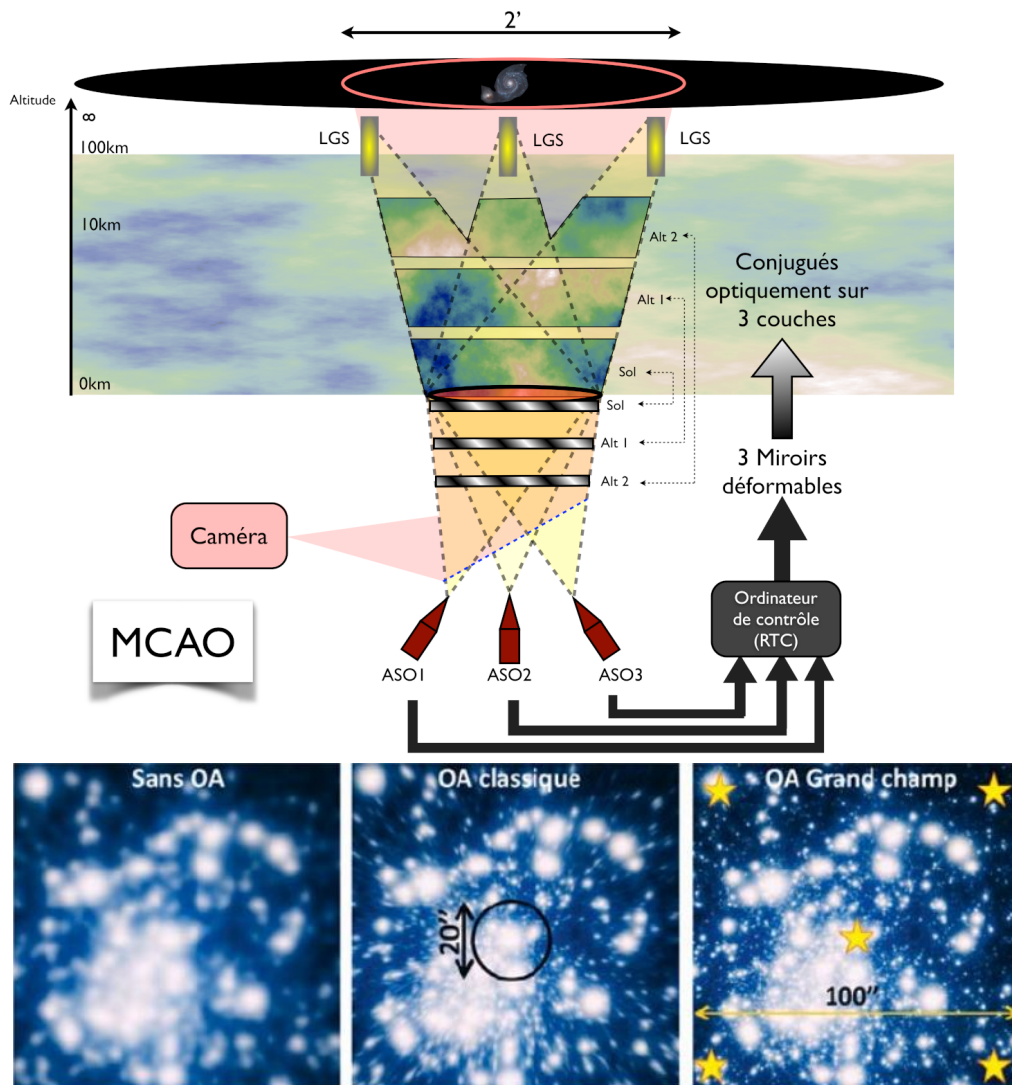 2'
Altitude
∞
100km
LGS
LGS
LGS
10km
Alt 2
Conjugués
optiquement sur
3 couches
Alt 1
Sol
0km
Sol
Alt 1
Alt 2
3 Miroirs
déformables
Caméra
Ordinateur
de contrôle
(RTC)
MCAO
ASO1
ASO2
ASO3
Sans OA
OA classique
OA Grand champ
20’’
100’’